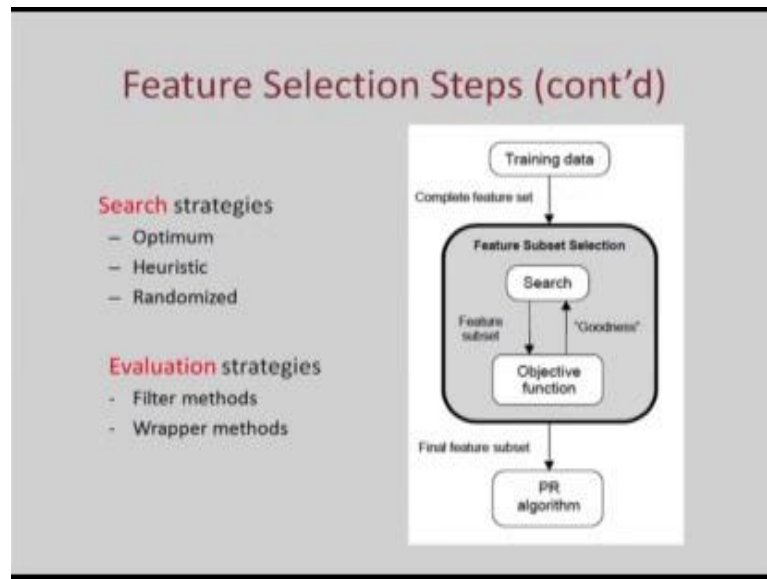 Feature Selection Steps (cont'd)
Search strategies
– Optimum
– Heuristic
– Randomized
Evaluation strategies
- Filter methods
- Wrapper methods
Training data
Complete feature set
Feature Subset Selection
Search
Feature
subset
"Goodness"
Objective
function
Final feature subset
PR
algorithm